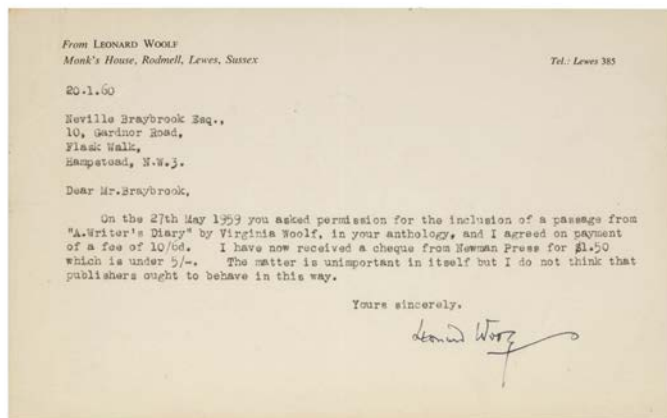 From LEONARD WOOLF
Monk's House, Rodmell, Lewes, Sussex
Tel.: Lewes 385
20.1.60
Neville Braybrook Esq.,
10, Gardnor Road,
Flask Walk,
Hampstead, N.W.3.
Dear Mr.Braybrook,
On the 27th May 1959 you asked permission for the inclusion of a passage from
"A.Writer's Diary" by Virginia Woolf, in your anthology, and I agreed on payment
of a fee of 10/6d. I have now received a cheque from Newman Press for $1.50
which is under 5/-. The matter is unimportant in itself but I do not think that
publishers ought to behave in this way.
Yours sincerely.
Leonard Woolf